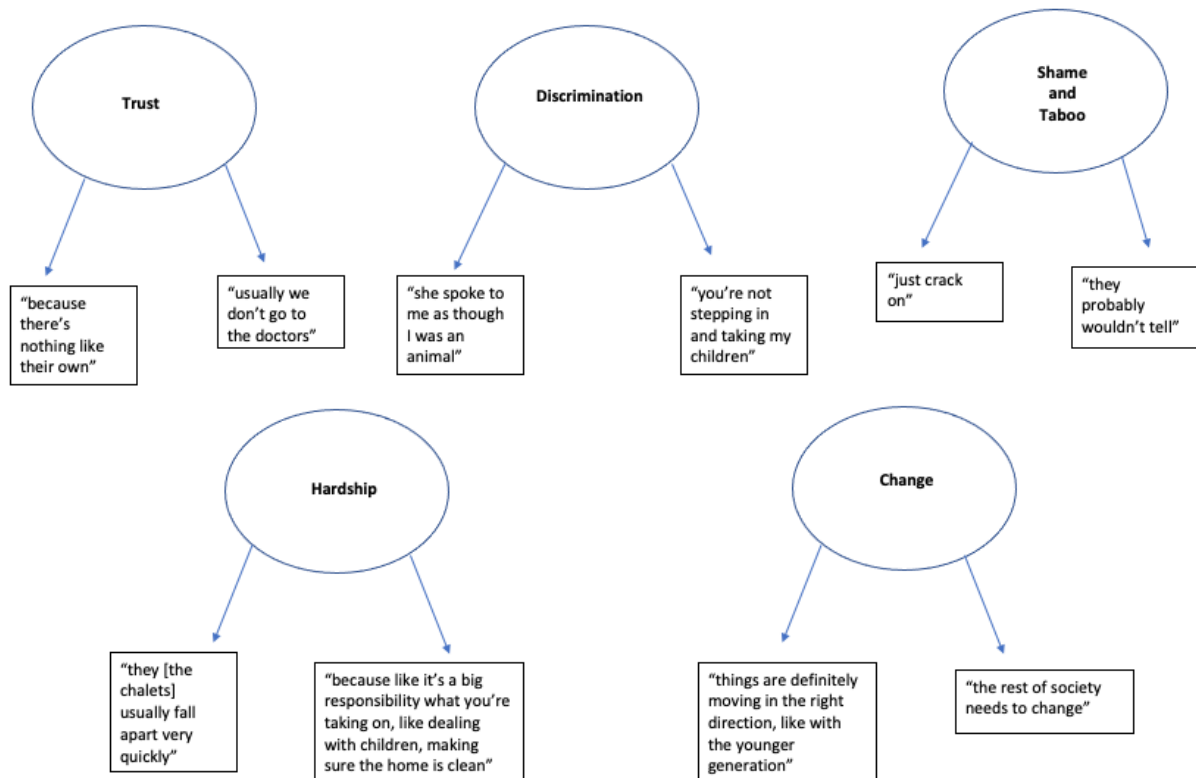 Trust
Discrimination
Shame
and
Taboo
“because
there’s
nothing like
their own”
“usually we
don’t go to
the doctors”
“she spoke to
me as though
I was an
animal”
“you’re not
stepping in
and taking my
children”
“just crack
on”
“they
probably
wouldn’t tell”
Hardship
Change
“they [the
chalets]
usually fall
apart very
quickly”
“because like it’s a big
responsibility what you’re
taking on, like dealing
with children, making
sure the home is clean”
“things are definitely
moving in the right
direction, like with
the younger
generation”
“the rest of society
needs to change”